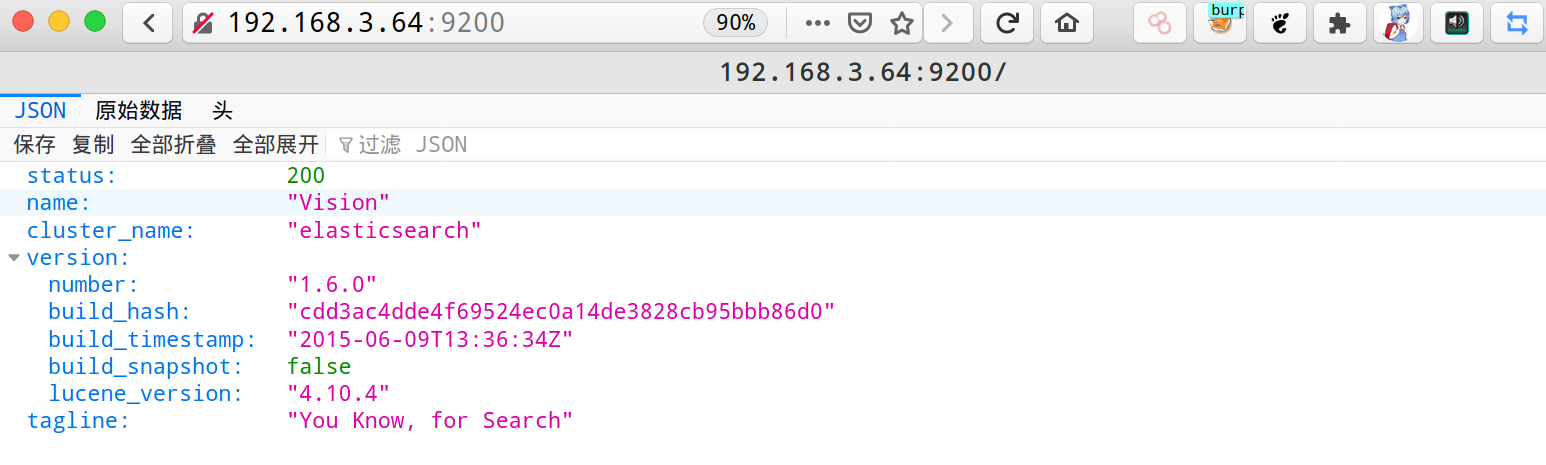 192.168.3.64:9200 90% burp
192.168.3.64:9200/
JSON 原始数据 头
保存 复制 全部折叠 全部展开 过滤 JSON
status: 200
name: "Vision"
cluster_name: "elasticsearch"
version:
number: "1.6.0"
build_hash: "cdd3ac4dde4f69524ec0a14de3828cb95bbb86d0"
build_timestamp: "2015-06-09T13:36:34Z"
build_snapshot: false
lucene_version: "4.10.4"
tagline: "You Know, for Search"